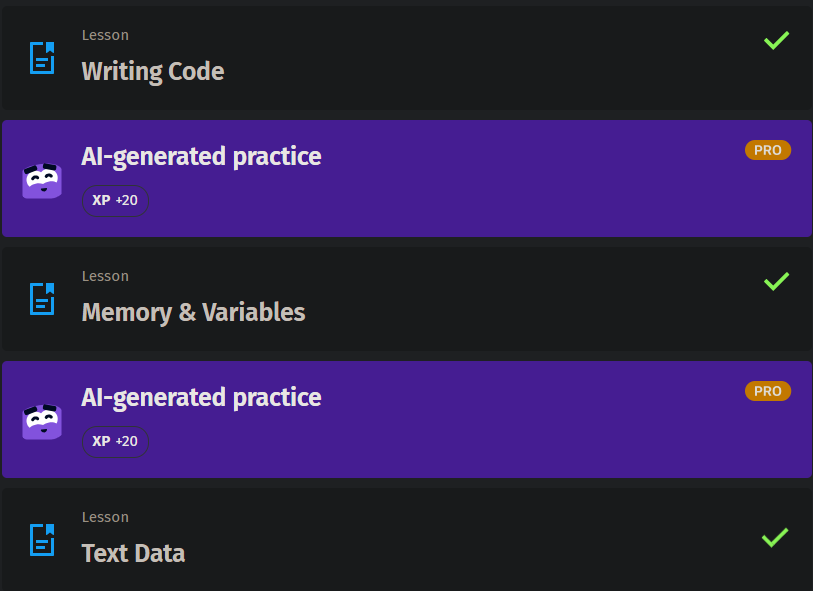 Lesson
Writing Code
AI-generated practice
PRO
XP +20
Lesson
Memory & Variables
AI-generated practice
PRO
XP +20
Lesson
Text Data